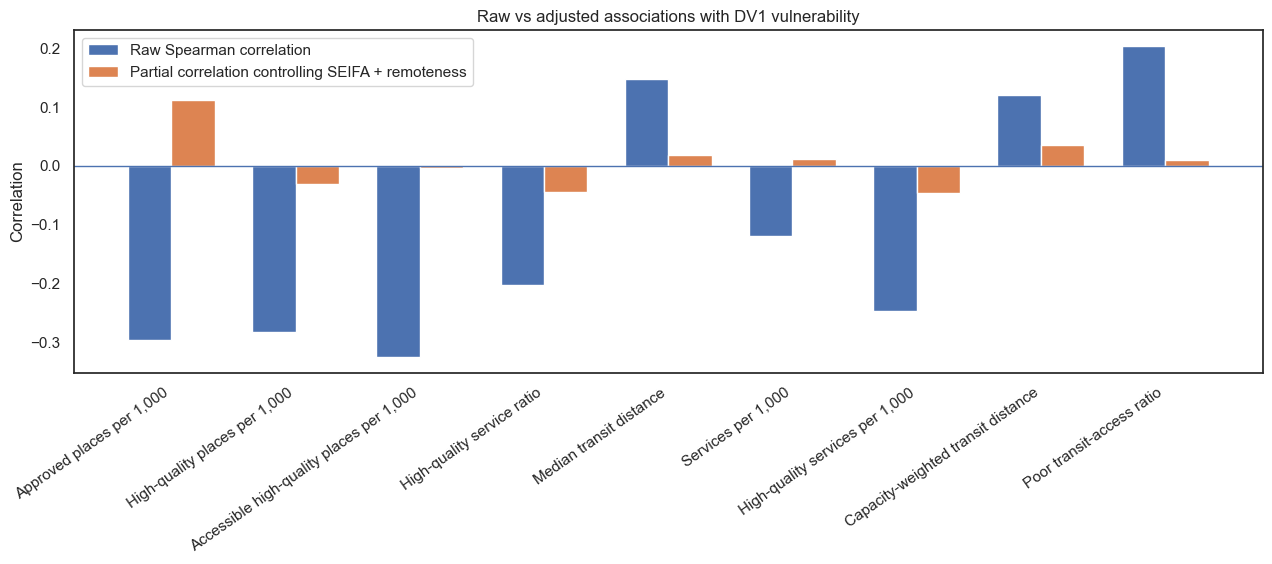 Raw vs adjusted associations with DV1 vulnerability
Raw Spearman correlation
Partial correlation controlling SEIFA + remoteness
Correlation
0.2
0.1
0.0
−0.1
−0.2
−0.3
Approved places per 1,000
High-quality places per 1,000
Accessible high-quality places per 1,000
High-quality service ratio
Median transit distance
Services per 1,000
High-quality services per 1,000
Capacity-weighted transit distance
Poor transit-access ratio